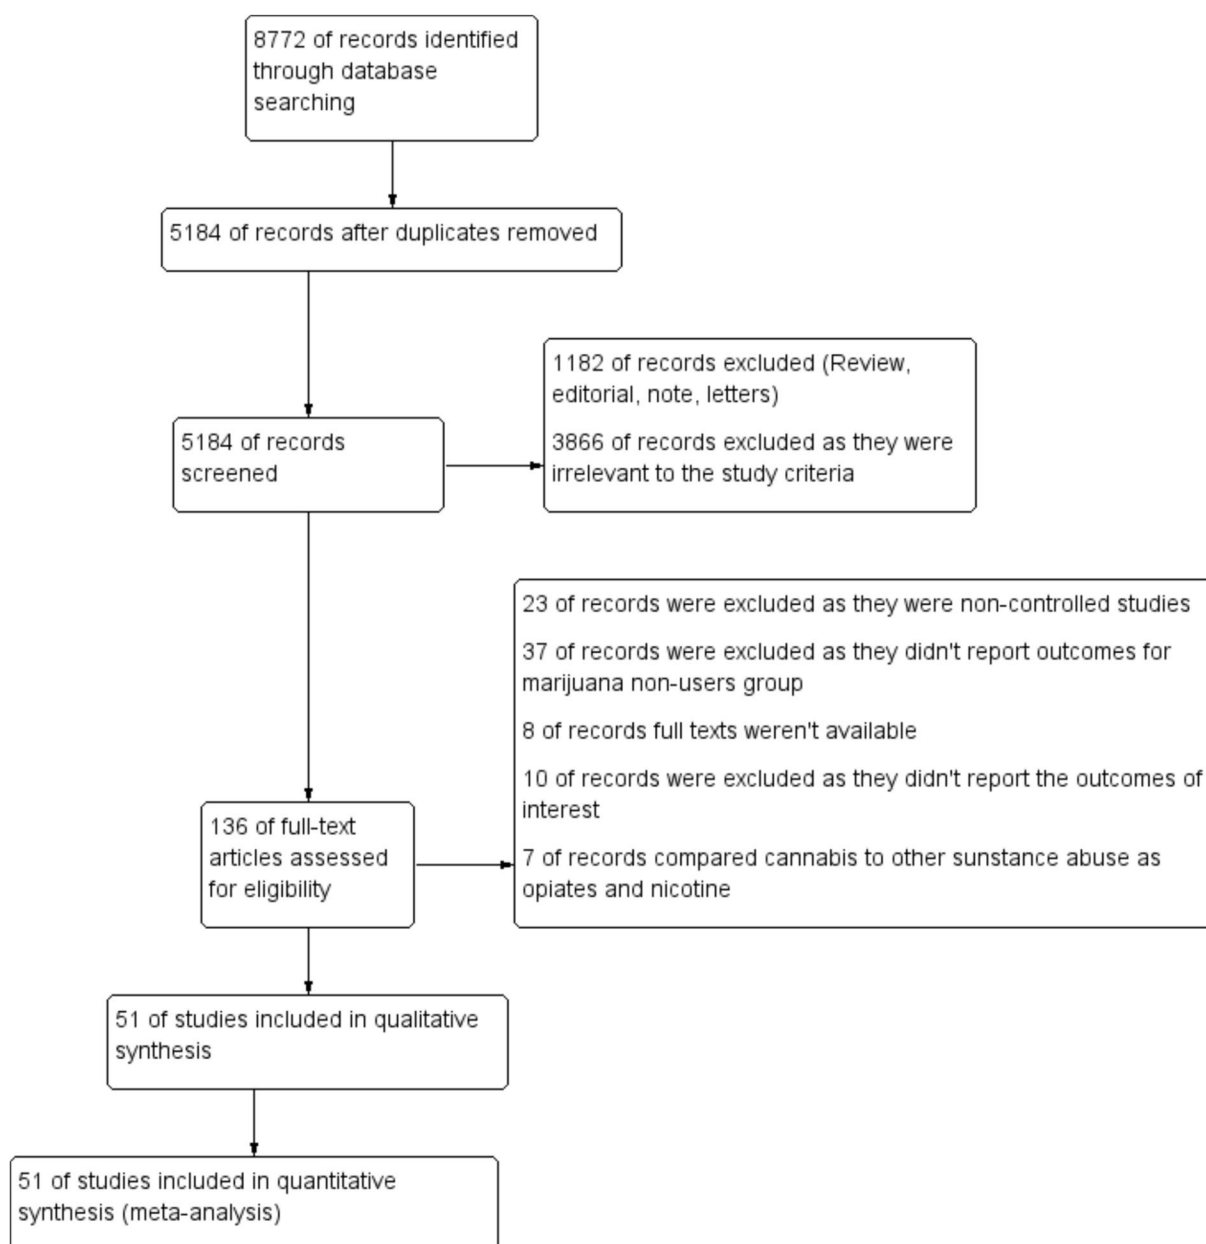 8772 of records identified
through database
searching
5184 of records after duplicates removed
1182 of records excluded (Review,
editorial, note, letters)
3866 of records excluded as they were
irrelevant to the study criteria
5184 of records
screened
23 of records were excluded as they were non-controlled studies
37 of records were excluded as they didn't report outcomes for
marijuana non-users group
8 of records full texts weren't available
10 of records were excluded as they didn't report the outcomes of
interest
7 of records compared cannabis to other sunstance abuse as
opiates and nicotine
136 of full-text
articles assessed
for eligibility
51 of studies included in qualitative
synthesis
51 of studies included in quantitative
synthesis (meta-analysis)